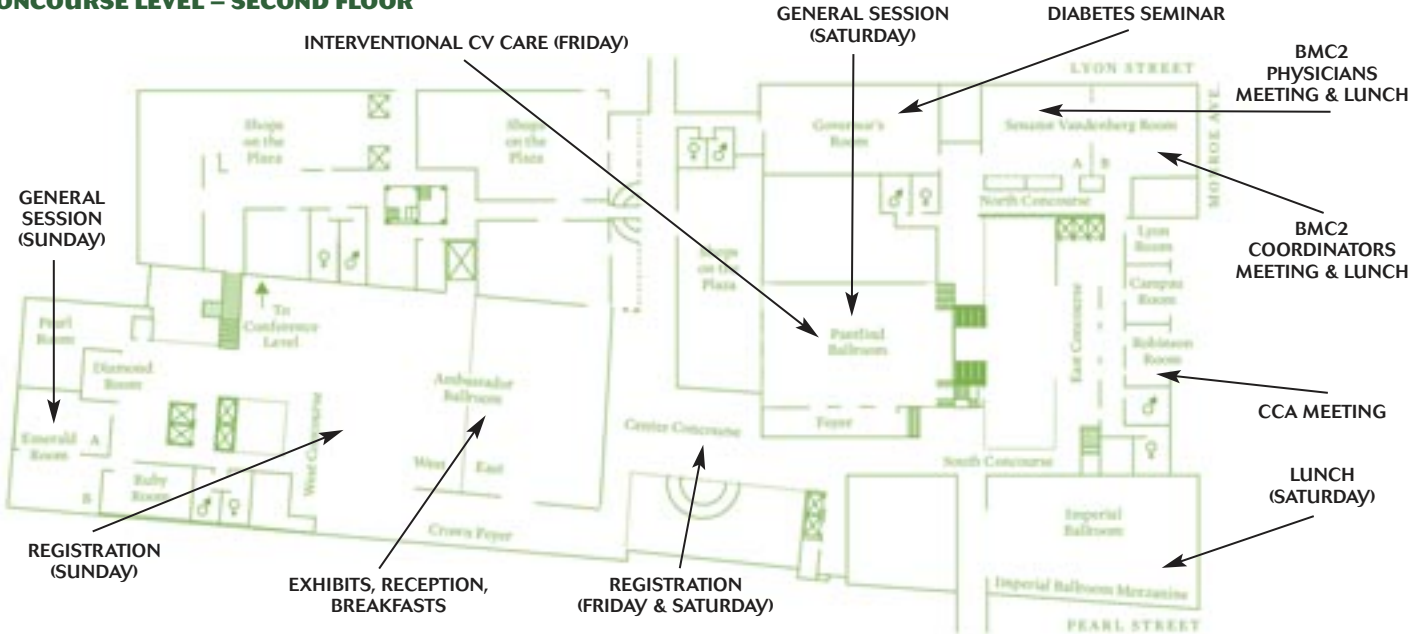 ONCOURSE LEVEL – SECOND FLOOR
GENERAL SESSION
(SATURDAY)
DIABETES SEMINAR
INTERVENTIONAL CV CARE (FRIDAY)
BMC2
PHYSICIANS
MEETING & LUNCH
LYON STREET
MONROE AVE.
Shops
on the
Plaza
Shops
on the
Plaza
Governor's
Room
Senator Vandenberg Room
A B
North Concourse
GENERAL
SESSION
(SUNDAY)
BMC2
COORDINATORS
MEETING & LUNCH
Lyon
Room
Shops
on the
Plaza
Campau
Room
To
Conference
Level
Pearl
Room
Pantlind
Ballroom
East Concourse
Robinson
Room
Diamond
Room
Ambassador
Ballroom
CCA MEETING
Emerald A
Room
B
Ruby
Room
West Concourse
West East
Center Concourse
Foyer
South Concourse
LUNCH
(SATURDAY)
Imperial
Ballroom
Crown Foyer
Imperial Ballroom Mezzanine
REGISTRATION
(SUNDAY)
EXHIBITS, RECEPTION,
BREAKFASTS
REGISTRATION
(FRIDAY & SATURDAY)
PEARL STREET